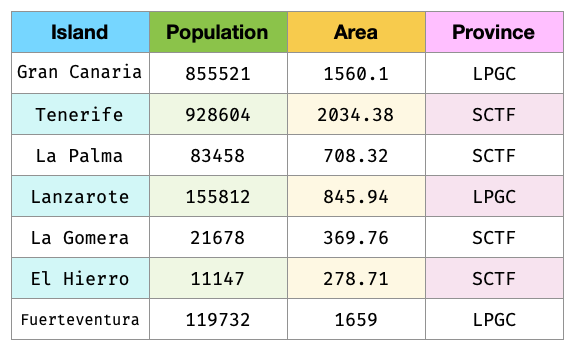 Island Population Area Province
Gran Canaria 855521 1560.1 LPGC
Tenerife 928604 2034.38 SCTF
La Palma 83458 708.32 SCTF
Lanzarote 155812 845.94 LPGC
La Gomera 21678 369.76 SCTF
El Hierro 11147 278.71 SCTF
Fuerteventura 119732 1659 LPGC